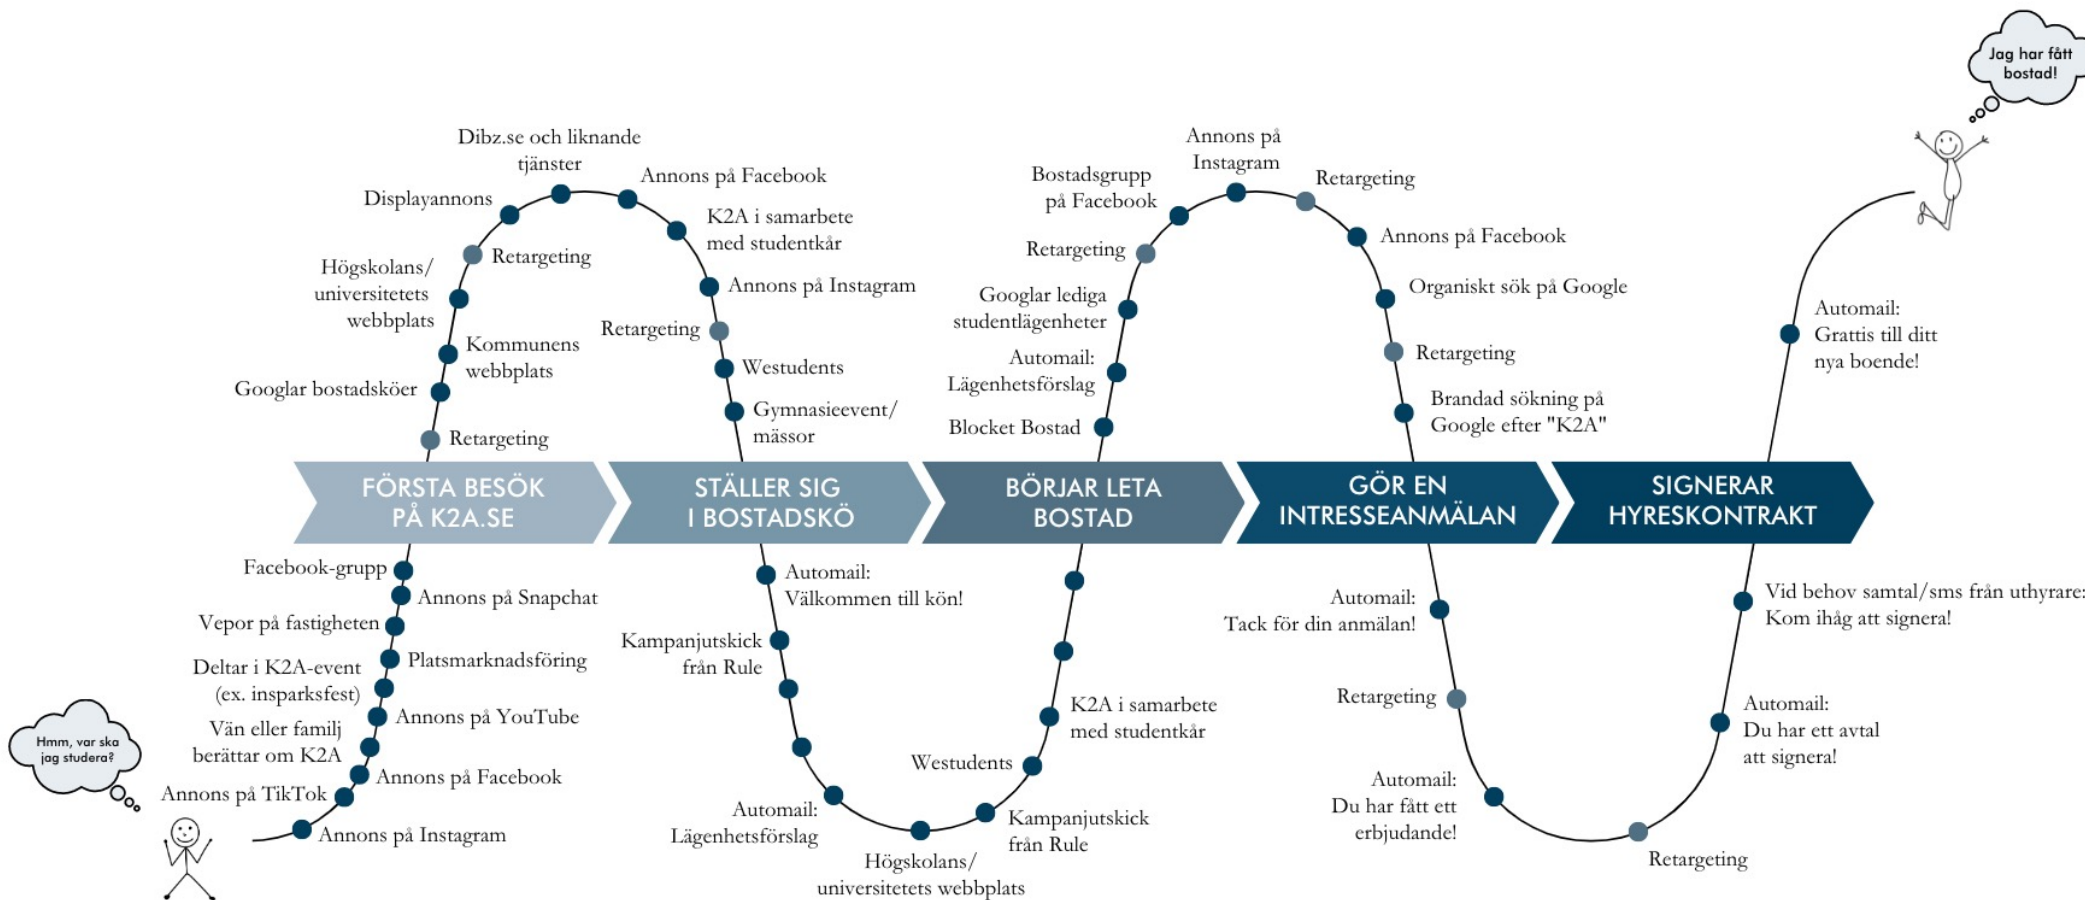 Hmm, var ska
jag studera?
Annons på Instagram
Annons på TikTok
Annons på Facebook
Vän eller familj
berättar om K2A
Annons på YouTube
Deltar i K2A-event
(ex. insparksfest)
Platsmarknadsföring
Vepor på fastigheten
Annons på Snapchat
Facebook-grupp
FÖRSTA BESÖK
PÅ K2A.SE
Retargeting
Googlar bostadsköer
Kommunens
webbplats
Högskolans/
universitetets
webbplats
Retargeting
Displayannons
Dibz.se och liknande
tjänster
Annons på Facebook
K2A i samarbete
med studentkår
Annons på Instagram
Retargeting
Westudents
Gymnasieevent/
mässor
STÄLLER SIG
I BOSTADSKÖ
Automail:
Välkommen till kön!
Kampanjutskick
från Rule
Automail:
Lägenhetsförslag
Högskolans/
universitetets webbplats
Kampanjutskick
från Rule
Westudents
K2A i samarbete
med studentkår
BÖRJAR LETA
BOSTAD
Blocket Bostad
Automail:
Lägenhetsförslag
Googlar lediga
studentlägenheter
Retargeting
Bostadsgrupp
på Facebook
Annons på
Instagram
Retargeting
Annons på Facebook
Organiskt sök på Google
Retargeting
Brandad sökning på
Google efter "K2A"
GÖR EN
INTRESSEANMÄLAN
Automail:
Tack för din anmälan!
Retargeting
Automail:
Du har fått ett
erbjudande!
Retargeting
Automail:
Du har ett avtal
att signera!
Vid behov samtal/sms från uthyrare:
Kom ihåg att signera!
SIGNERAR
HYRESKONTRAKT
Automail:
Grattis till ditt
nya boende!
Jag har fått
bostad!